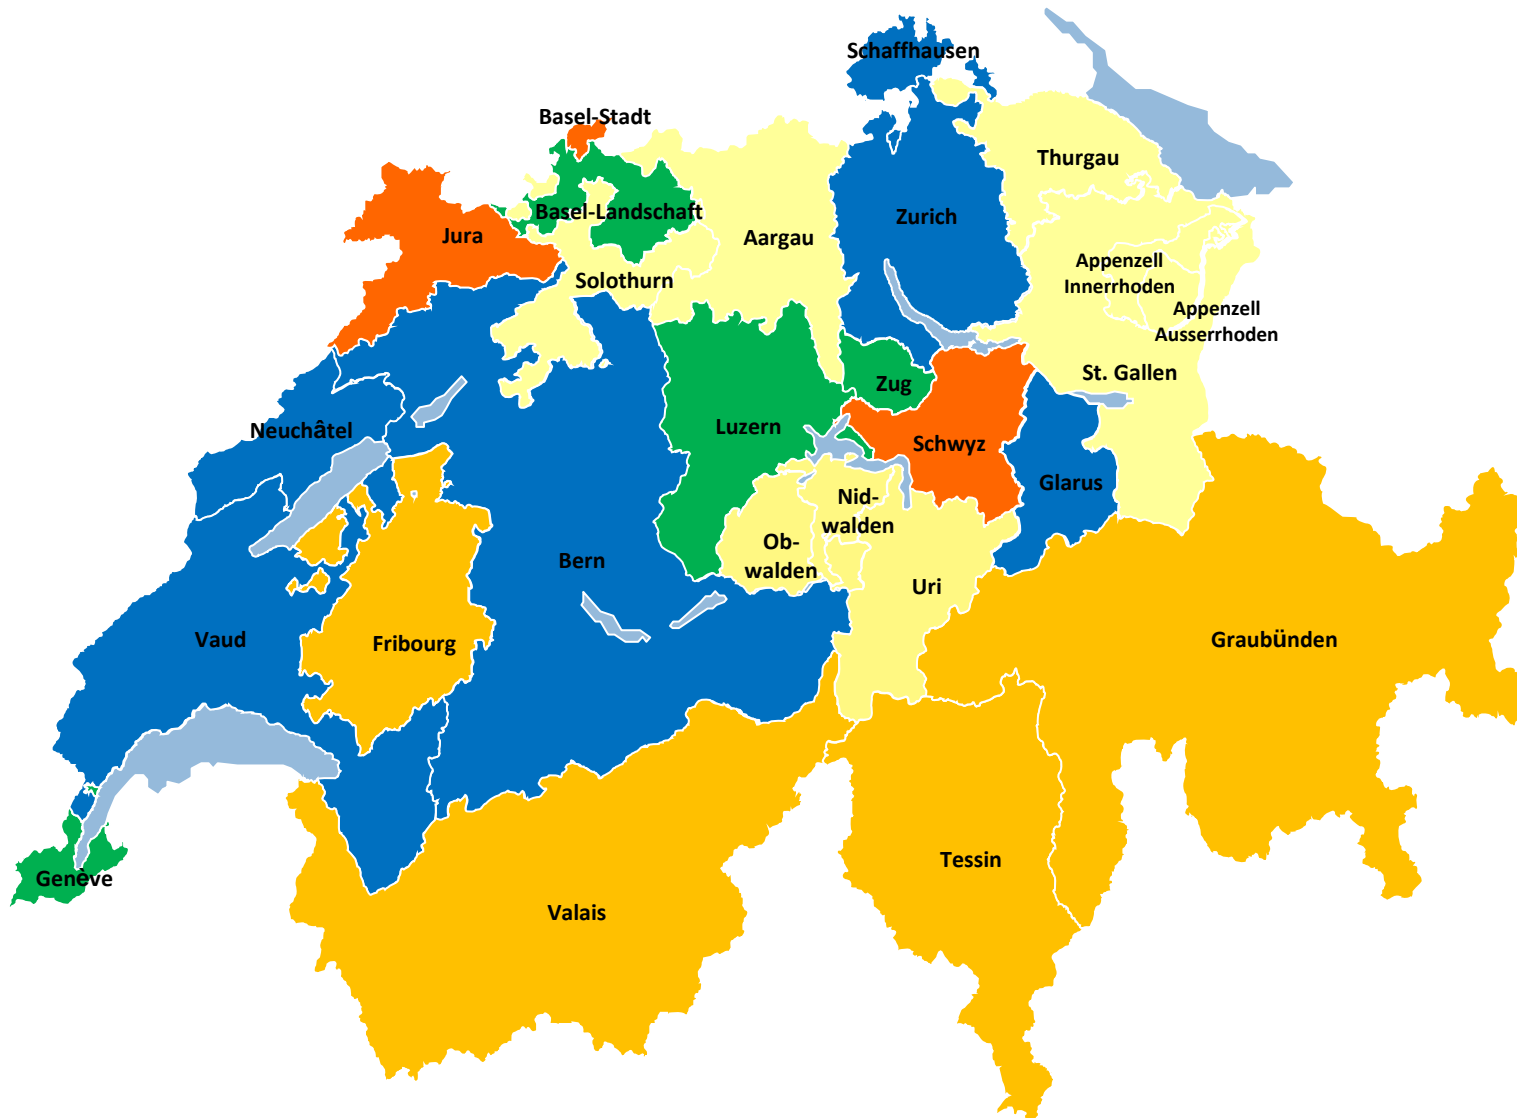 Schaffhausen
Basel-Stadt
Thurgau
Basel-Landschaft
Zurich
Jura
Aargau
Appenzell
Innerrhoden
Solothurn
Appenzell
Ausserrhoden
St. Gallen
Zug
Luzern
Neuchâtel
Schwyz
Glarus
Nid-
walden
Ob-
walden
Bern
Uri
Vaud
Fribourg
Graubünden
Tessin
Genève
Valais